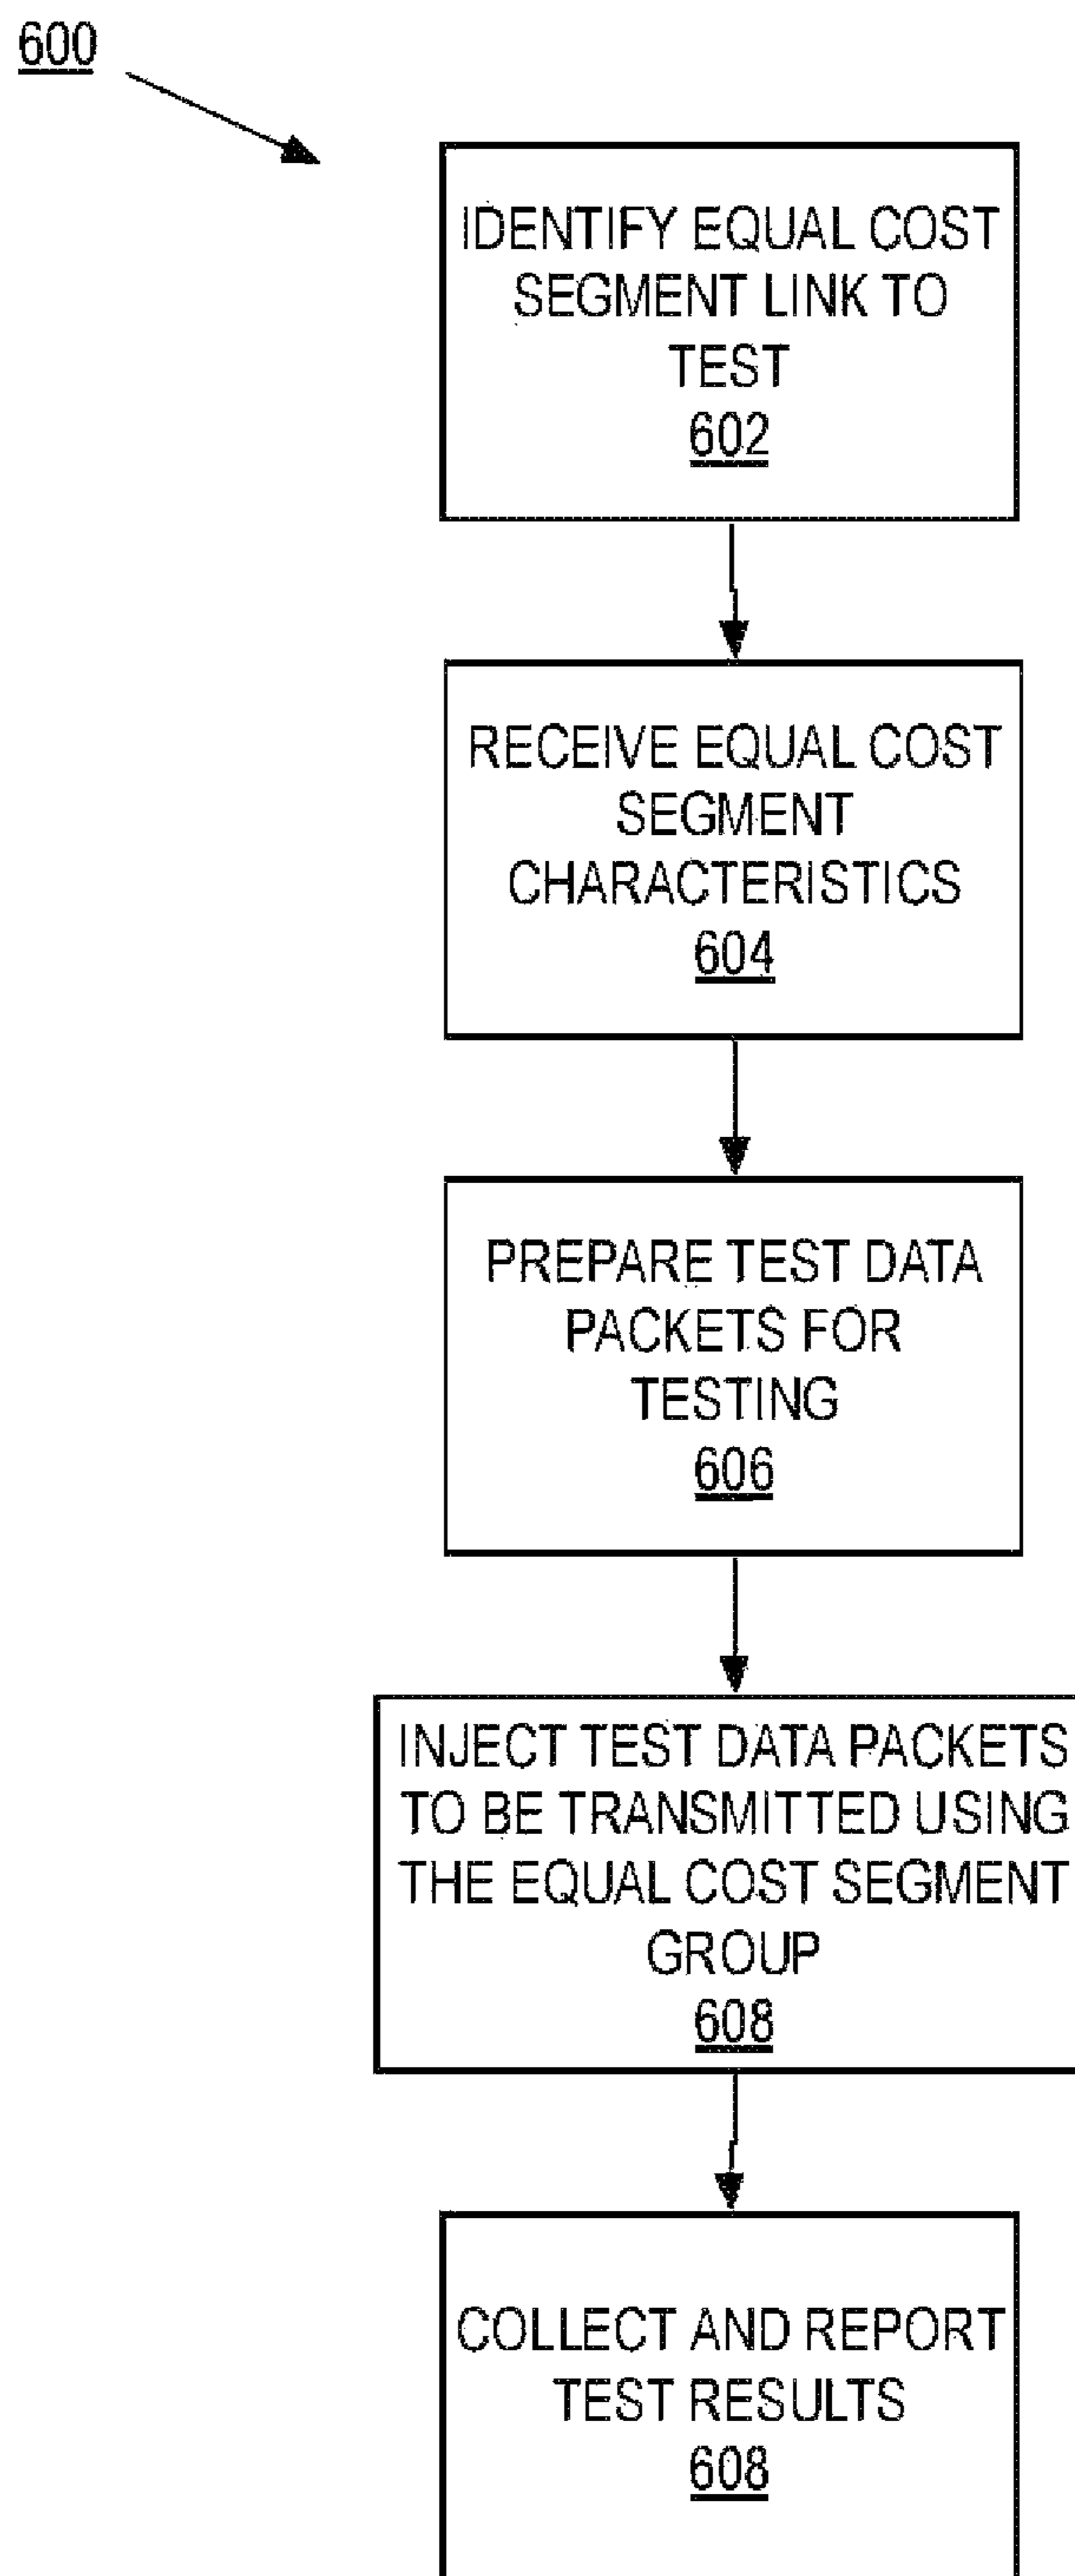 600
IDENTIFY EQUAL COST
SEGMENT LINK TO
TEST
602
RECEIVE EQUAL COST
SEGMENT
CHARACTERISTICS
604
PREPARE TEST DATA
PACKETS FOR
TESTING
606
INJECT TEST DATA PACKETS
TO BE TRANSMITTED USING
THE EQUAL COST SEGMENT
GROUP
608
COLLECT AND REPORT
TEST RESULTS
608